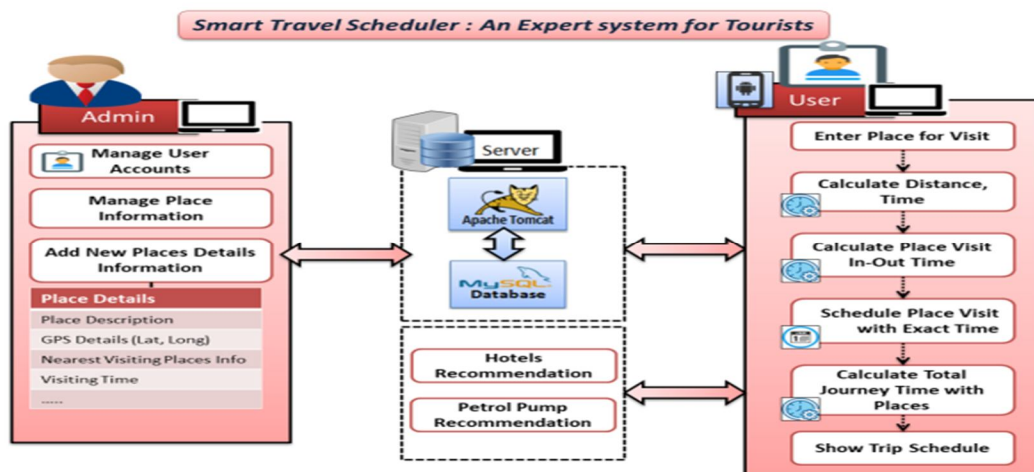 Smart Travel Scheduler : An Expert system for Tourists
Admin
Manage User
Accounts
Manage Place
Information
Add New Places Details
Information
Place Details
Place Description
GPS Details (Lat, Long)
Nearest Visiting Places Info
Visiting Time
.....
Server
Apache Tomcat
MySQL
Database
Hotels
Recommendation
Petrol Pump
Recommendation
User
Enter Place for Visit
Calculate Distance,
Time
Calculate Place Visit
In-Out Time
Schedule Place Visit
with Exact Time
Calculate Total
Journey Time with
Places
Show Trip Schedule